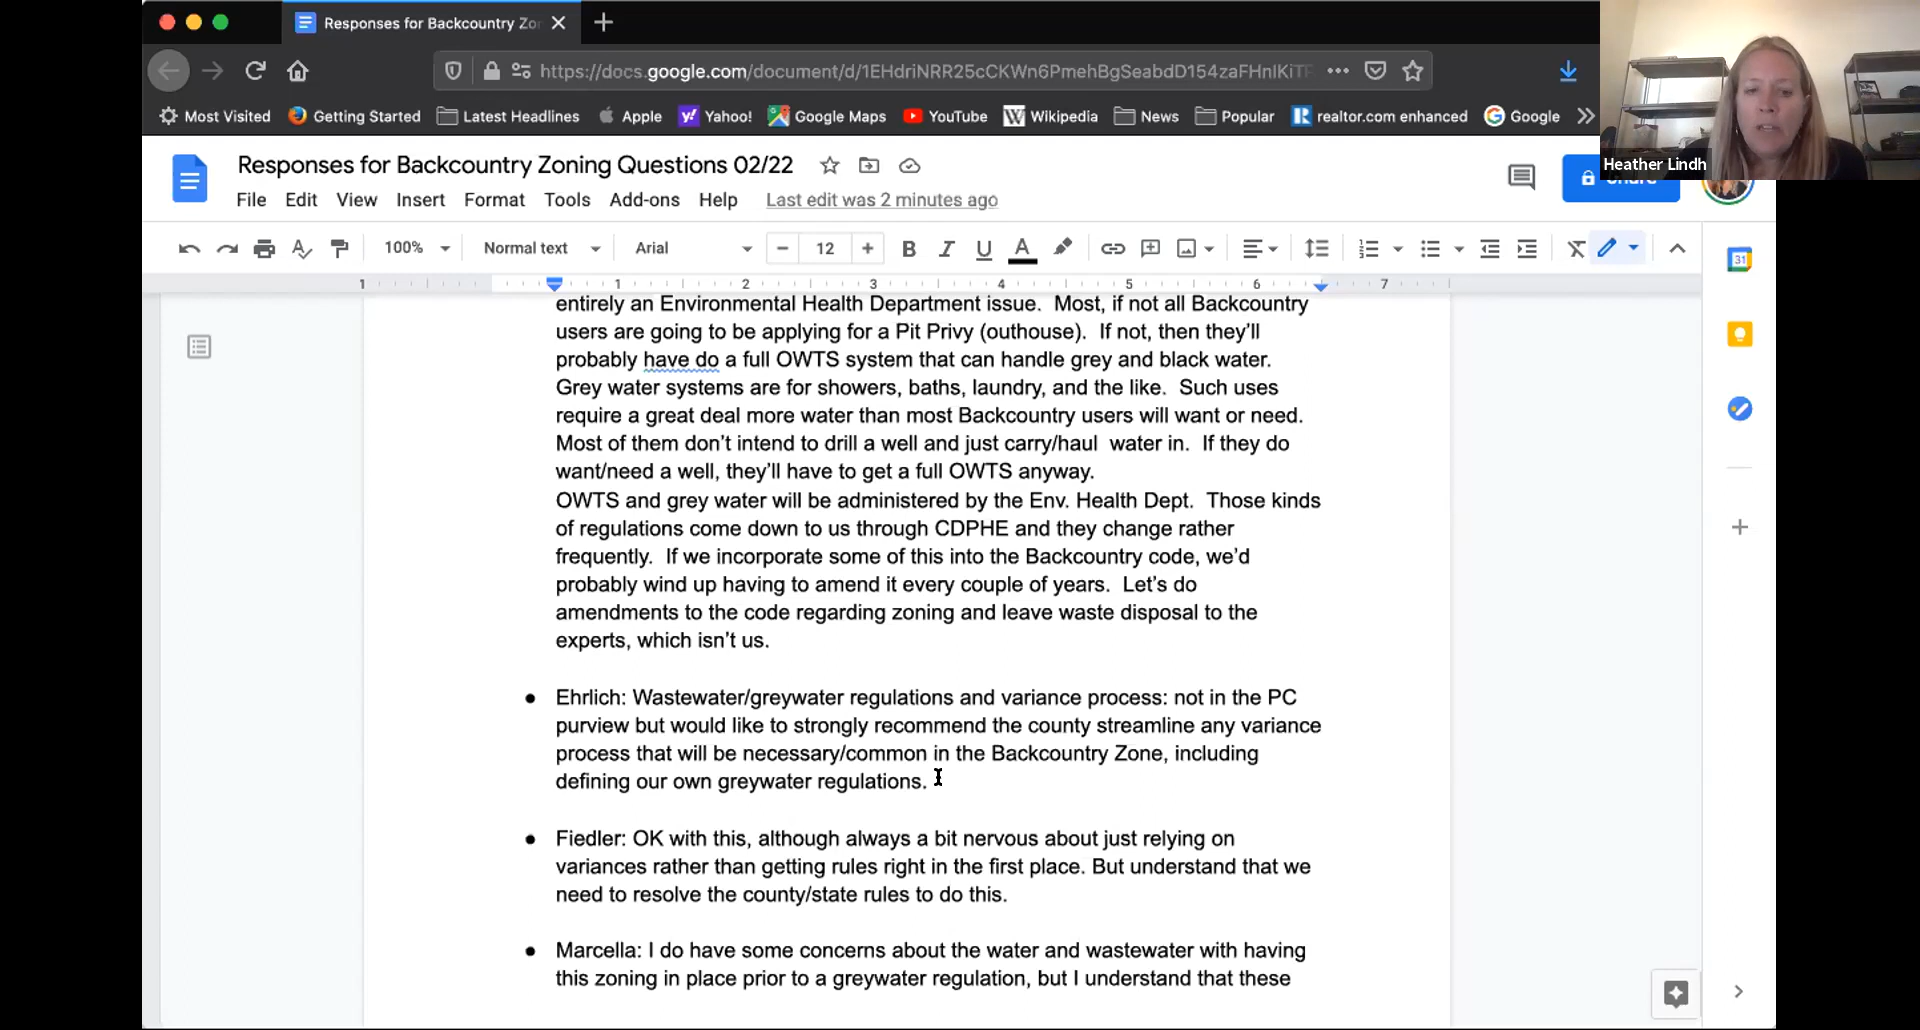 Responses for Backcountry Zo
https://docs.google.com/document/d/1EHdriNRR25cCKWn6PmehBgSeabdD154zaFHnIKiTF
Most Visited Getting Started Latest Headlines Apple Yahoo! Google Maps YouTube Wikipedia News Popular realtor.com enhanced Google
Heather Lindh
Responses for Backcountry Zoning Questions 02/22
Share
File Edit View Insert Format Tools Add-ons Help Last edit was 2 minutes ago
100% Normal text Arial 12 B I U A
31
1 1 2 3 4 5 6 7
entirely an Environmental Health Department issue. Most, if not all Backcountry
users are going to be applying for a Pit Privy (outhouse). If not, then they'll
probably have do a full OWTS system that can handle grey and black water.
Grey water systems are for showers, baths, laundry, and the like. Such uses
require a great deal more water than most Backcountry users will want or need.
Most of them don't intend to drill a well and just carry/haul water in. If they do
want/need a well, they'll have to get a full OWTS anyway.
OWTS and grey water will be administered by the Env. Health Dept. Those kinds
of regulations come down to us through CDPHE and they change rather
frequently. If we incorporate some of this into the Backcountry code, we'd
probably wind up having to amend it every couple of years. Let's do
amendments to the code regarding zoning and leave waste disposal to the
experts, which isn't us.
● Ehrlich: Wastewater/greywater regulations and variance process: not in the PC
purview but would like to strongly recommend the county streamline any variance
process that will be necessary/common in the Backcountry Zone, including
defining our own greywater regulations.
● Fiedler: OK with this, although always a bit nervous about just relying on
variances rather than getting rules right in the first place. But understand that we
need to resolve the county/state rules to do this.
● Marcella: I do have some concerns about the water and wastewater with having
this zoning in place prior to a greywater regulation, but I understand that these